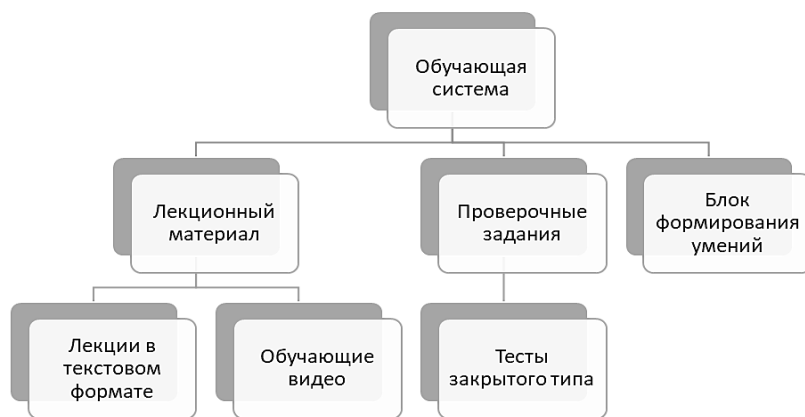 Обучающая
система
Лекционный
материал
Проверочные
задания
Блок
формирования
умений
Лекции в
текстовом
формате
Обучающие
видео
Тесты
закрытого типа